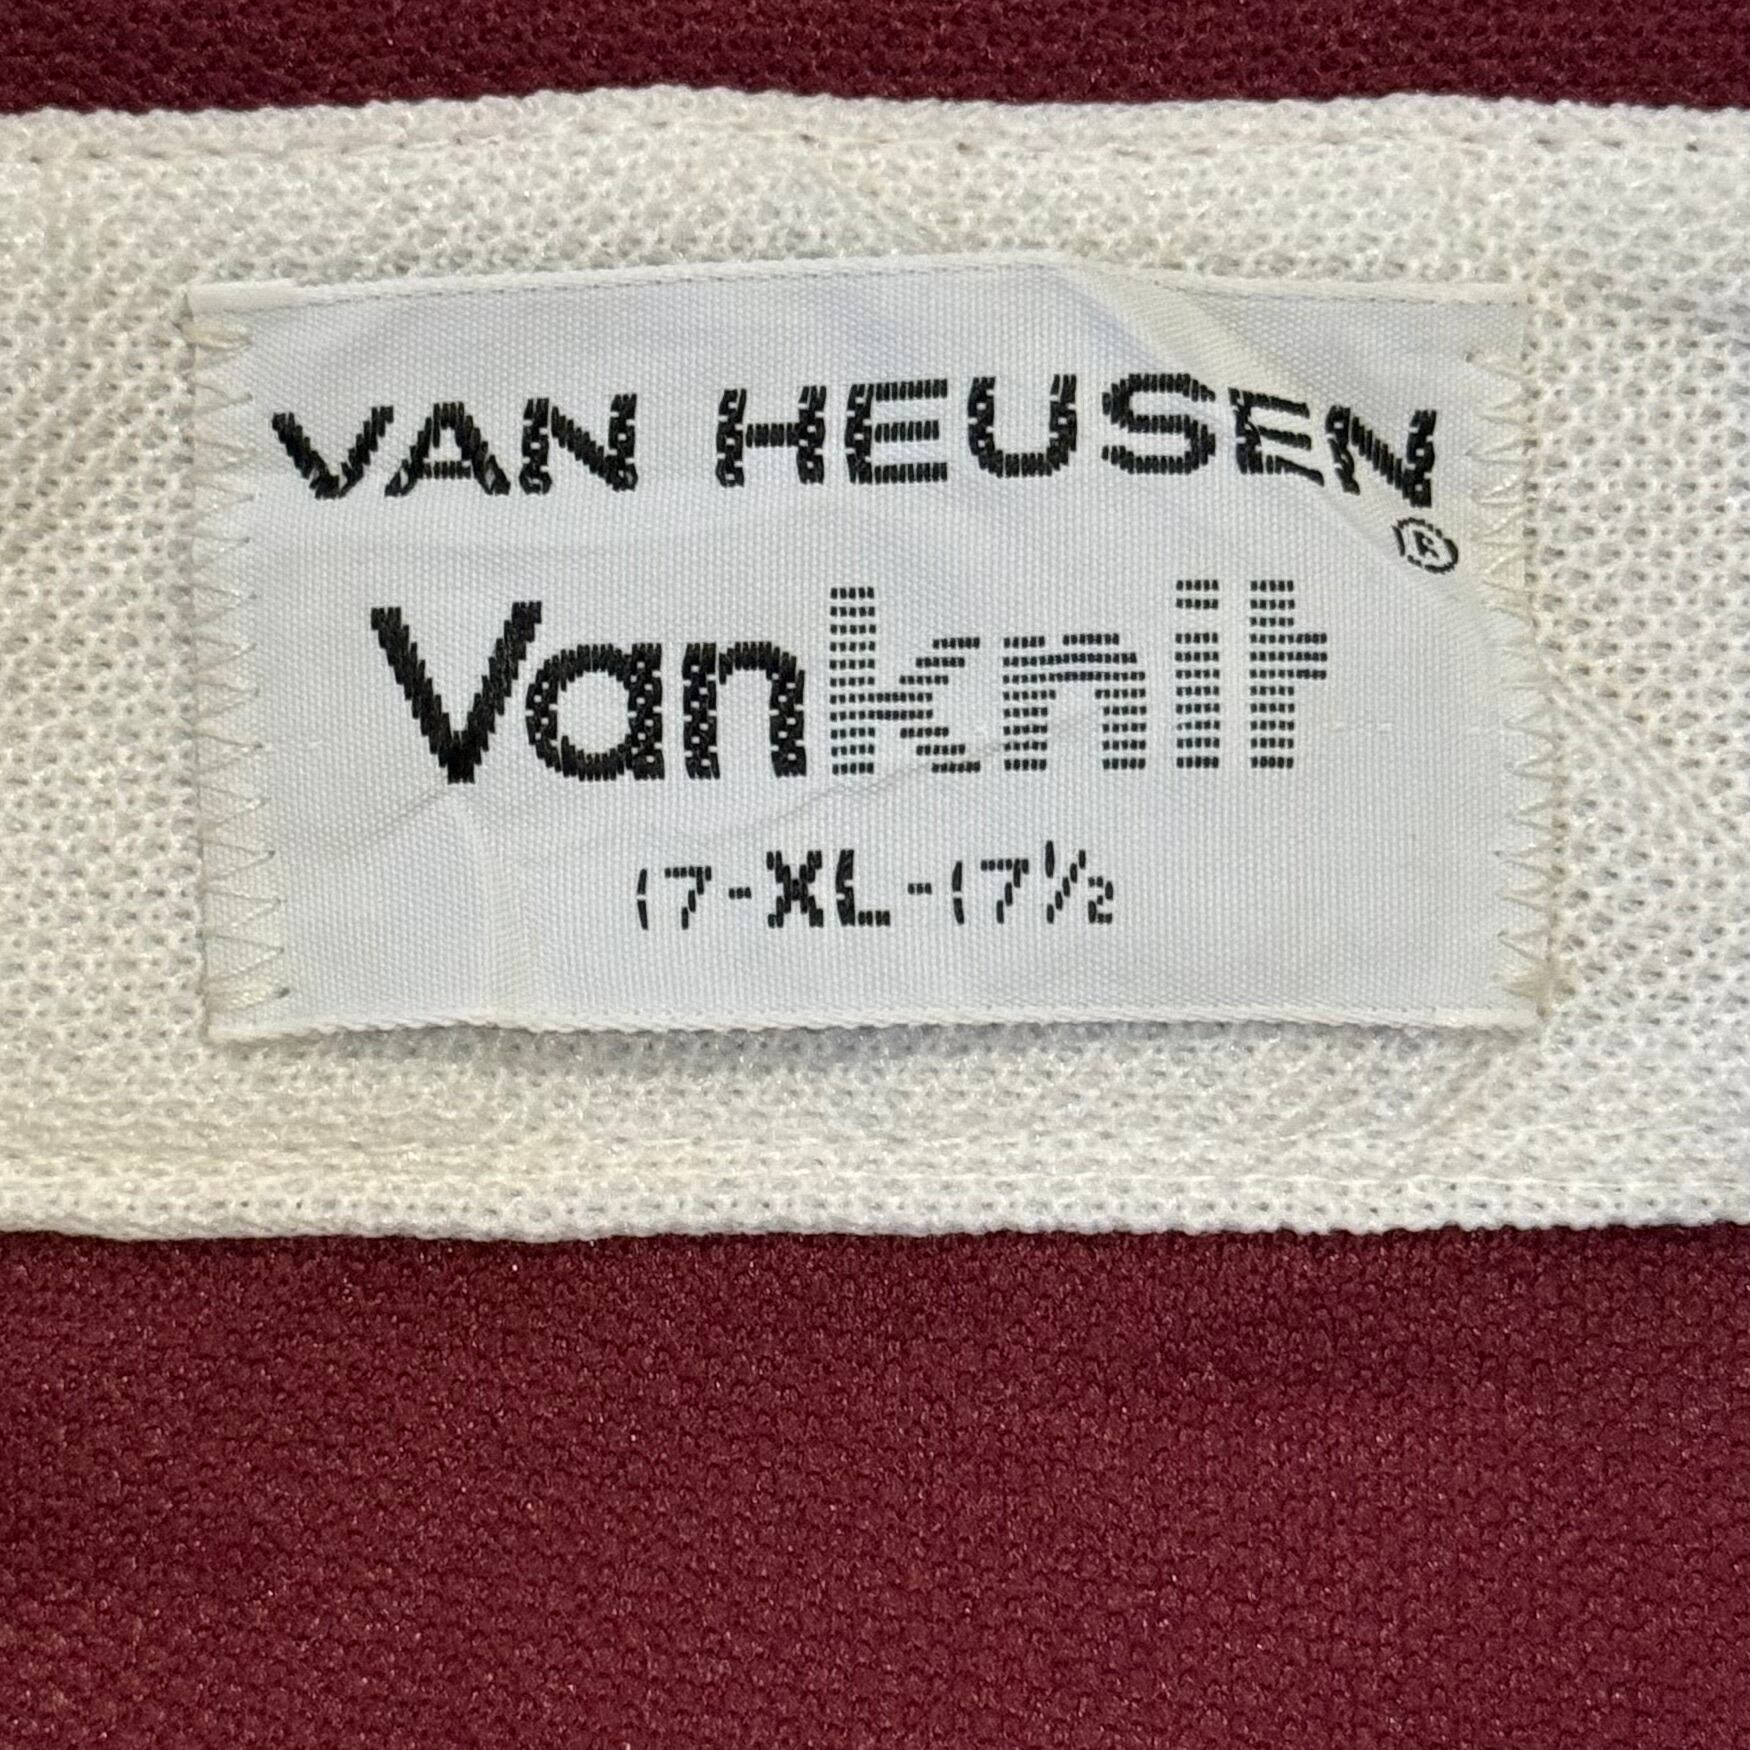 VAN HEUSEN
®
Vanknit
17-XL-17½